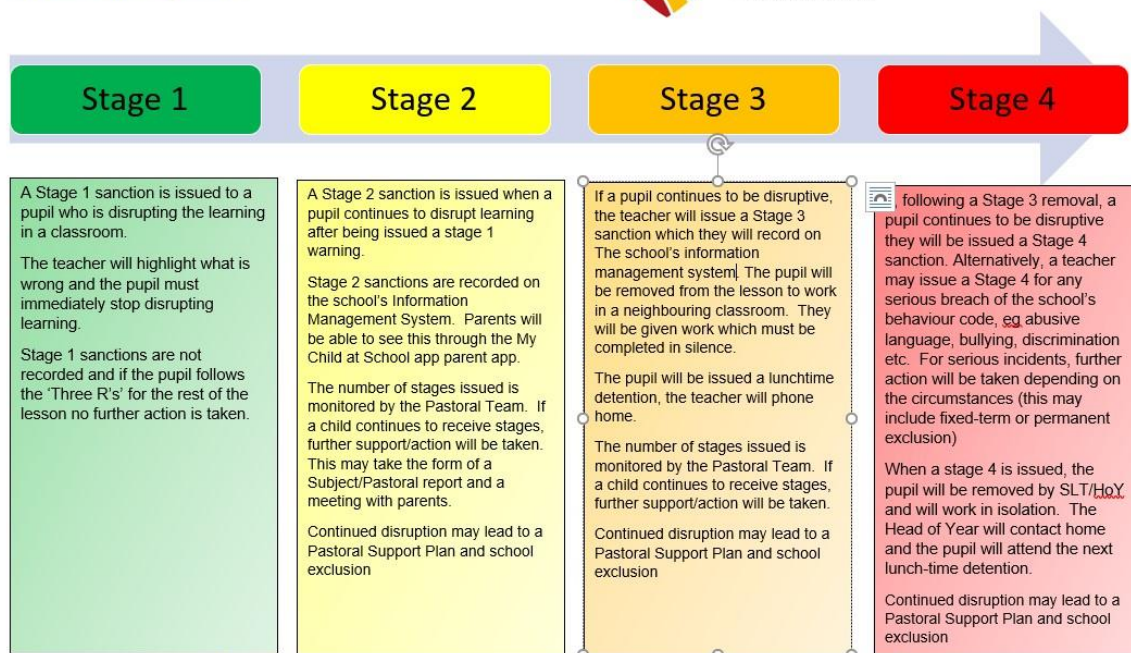 Stage 1
Stage 2
Stage 3
Stage 4
A Stage 1 sanction is issued to a
pupil who is disrupting the learning
in a classroom.
The teacher will highlight what is
wrong and the pupil must
immediately stop disrupting
learning.
Stage 1 sanctions are not
recorded and if the pupil follows
the ‘Three R’s’ for the rest of the
lesson no further action is taken.
A Stage 2 sanction is issued when a
pupil continues to disrupt learning
after being issued a stage 1
warning.
Stage 2 sanctions are recorded on
the school’s Information
Management System. Parents will
be able to see this through the My
Child at School app parent app.
The number of stages issued is
monitored by the Pastoral Team. If
a child continues to receive stages,
further support/action will be taken.
This may take the form of a
Subject/Pastoral report and a
meeting with parents.
Continued disruption may lead to a
Pastoral Support Plan and school
exclusion
If a pupil continues to be disruptive,
the teacher will issue a Stage 3
sanction which they will record on
The school’s information
management system. The pupil will
be removed from the lesson to work
in a neighbouring classroom. They
will be given work which must be
completed in silence.
The pupil will be issued a lunchtime
detention, the teacher will phone
home.
The number of stages issued is
monitored by the Pastoral Team. If
a child continues to receive stages,
further support/action will be taken.
Continued disruption may lead to a
Pastoral Support Plan and school
exclusion
, following a Stage 3 removal, a
pupil continues to be disruptive
they will be issued a Stage 4
sanction. Alternatively, a teacher
may issue a Stage 4 for any
serious breach of the school’s
behaviour code, eg abusive
language, bullying, discrimination
etc. For serious incidents, further
action will be taken depending on
the circumstances (this may
include fixed-term or permanent
exclusion)
When a stage 4 is issued, the
pupil will be removed by SLT/HoY
and will work in isolation. The
Head of Year will contact home
and the pupil will attend the next
lunch-time detention.
Continued disruption may lead to a
Pastoral Support Plan and school
exclusion